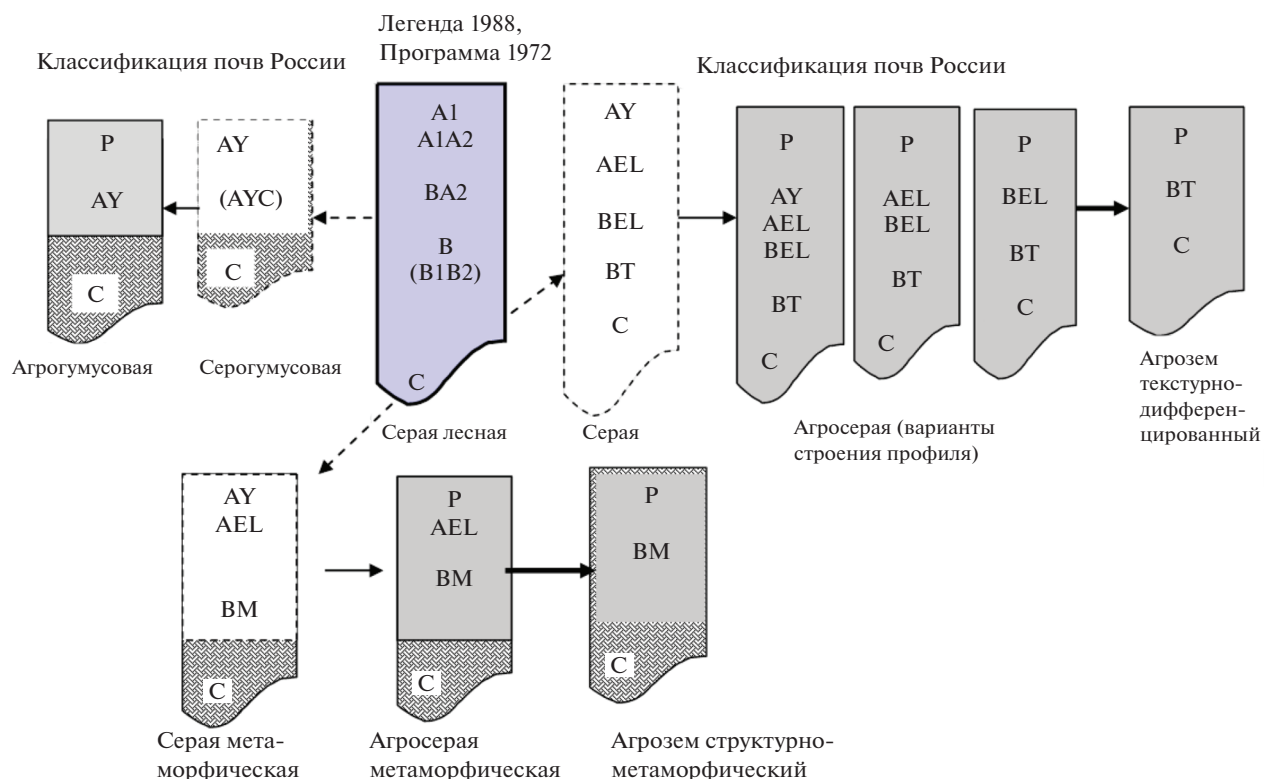 Легенда 1988,
Программа 1972
Классификация почв России
Классификация почв России
P
AY
C
Агрогумусовая
AY
(AYC)
C
Серогумусовая
A1
A1A2
BA2
B
(B1B2)
C
Серая лесная
AY
AEL
BEL
BT
C
Серая
P
AY
AEL
BEL
BT
C
P
AEL
BEL
BT
C
P
BEL
BT
C
Агросерая (варианты
строения профиля)
P
BT
C
Агрозем
текстурно-
дифферен-
цированный
AY
AEL
BM
C
Серая мета-
морфическая
P
AEL
BM
C
Агросерая
метаморфическая
P
BM
C
Агрозем структурно-
метаморфический